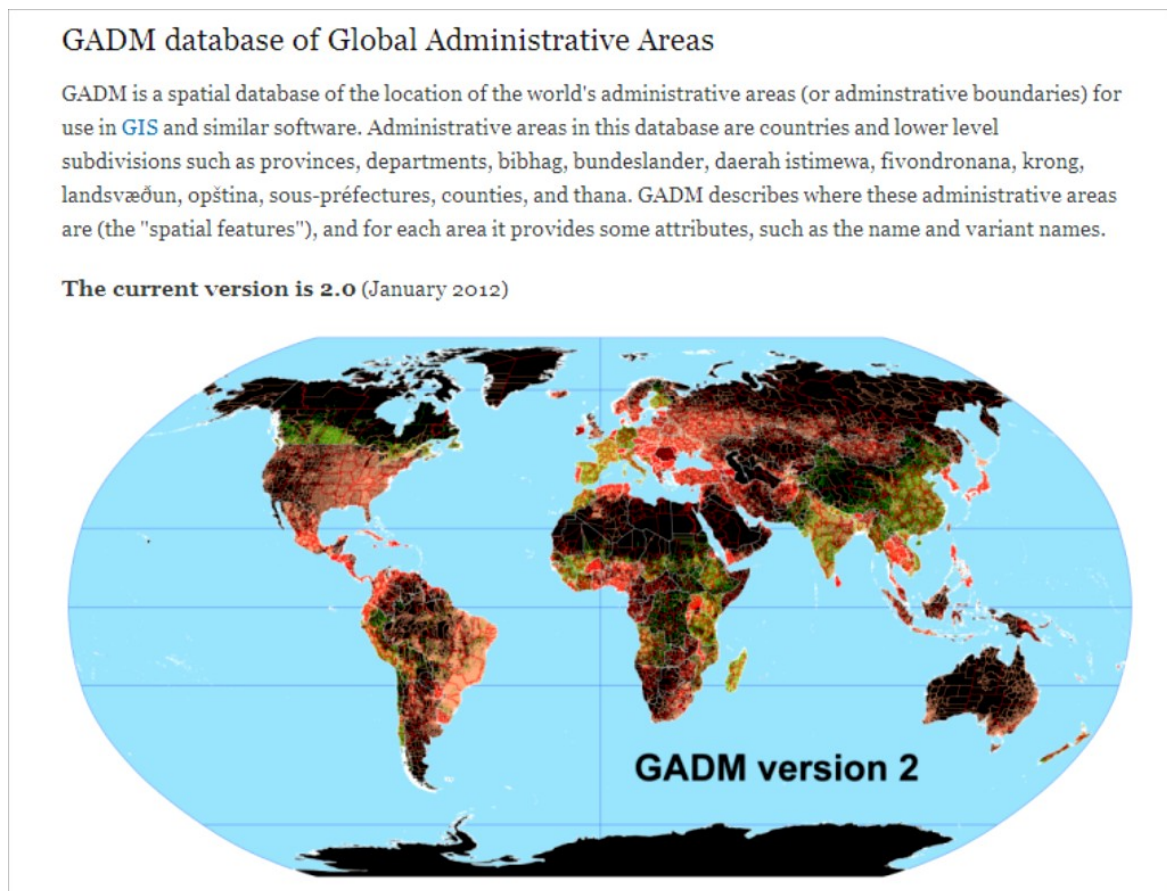 GADM database of Global Administrative Areas
GADM is a spatial database of the location of the world's administrative areas (or adminstrative boundaries) for
use in GIS and similar software. Administrative areas in this database are countries and lower level
subdivisions such as provinces, departments, bibhag, bundeslander, daerah istimewa, fivondronana, krong,
landsvæðun, opština, sous-préfectures, counties, and thana. GADM describes where these administrative areas
are (the "spatial features"), and for each area it provides some attributes, such as the name and variant names.
The current version is 2.0 (January 2012)
GADM version 2